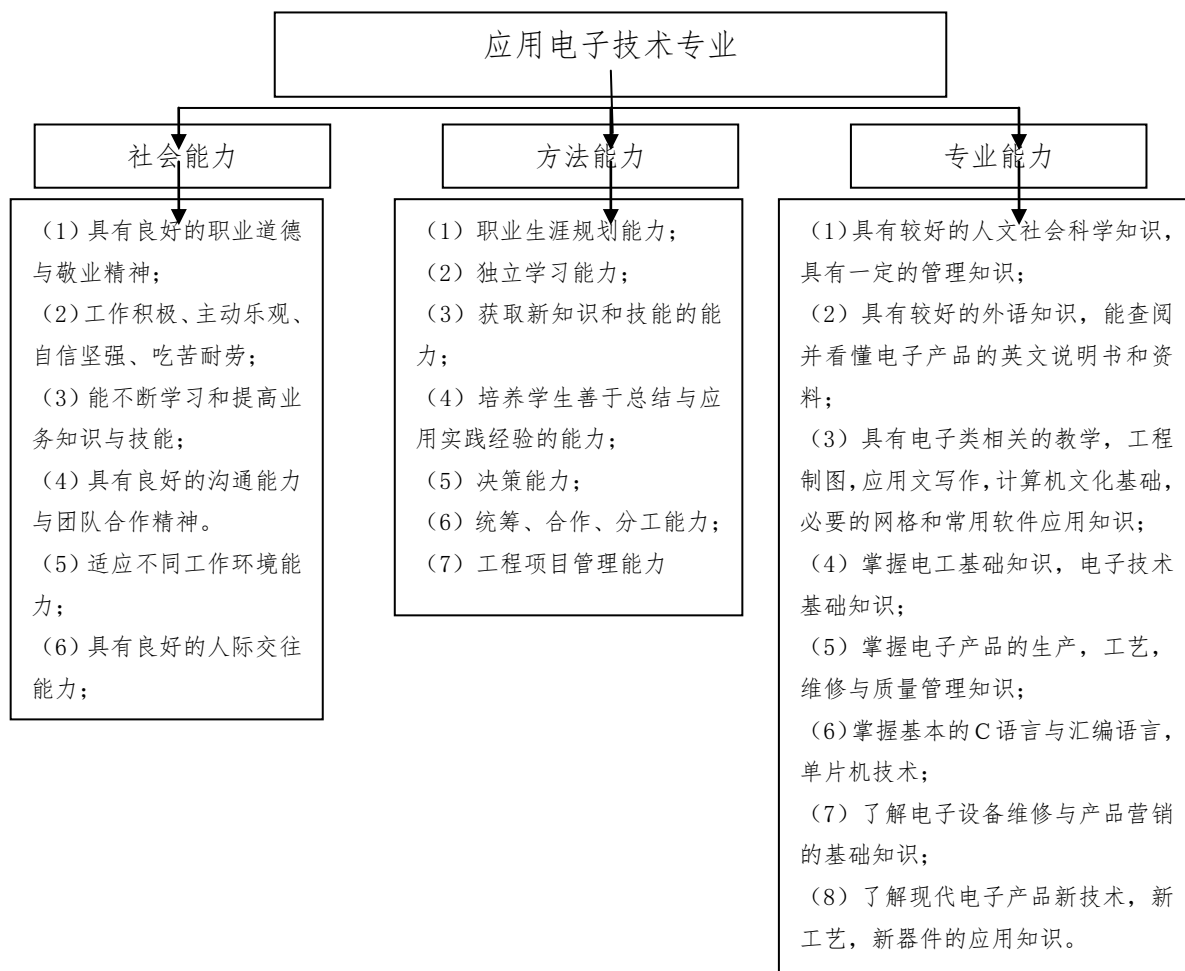 应用电子技术专业
社会能力
（1）具有良好的职业道德
与敬业精神；
（2）工作积极、主动乐观、
自信坚强、吃苦耐劳；
（3）能不断学习和提高业
务知识与技能；
（4）具有良好的沟通能力
与团队合作精神。
（5）适应不同工作环境能
力；
（6）具有良好的人际交往
能力；
方法能力
（1）职业生涯规划能力；
（2）独立学习能力；
（3）获取新知识和技能的能
力；
（4）培养学生善于总结与应
用实践经验的能力；
（5）决策能力；
（6）统筹、合作、分工能力；
（7）工程项目管理能力
专业能力
（1）具有较好的人文社会科学知识，
具有一定的管理知识；
（2）具有较好的外语知识，能查阅
并看懂电子产品的英文说明书和资
料；
（3）具有电子类相关的教学，工程
制图，应用文写作，计算机文化基础，
必要的网格和常用软件应用知识；
（4）掌握电工基础知识，电子技术
基础知识；
（5）掌握电子产品的生产，工艺，
维修与质量管理知识；
（6）掌握基本的C语言与汇编语言，
单片机技术；
（7）了解电子设备维修与产品营销
的基础知识；
（8）了解现代电子产品新技术，新
工艺，新器件的应用知识。